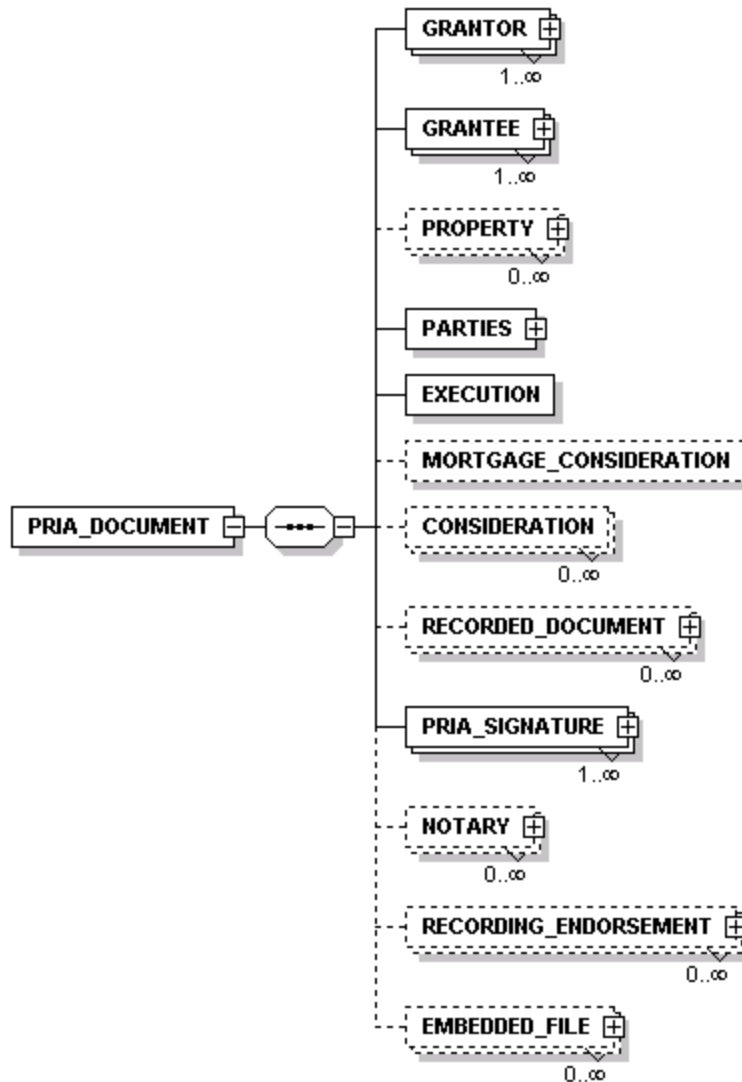 GRANTOR
1..∞
GRANTEE
1..∞
PROPERTY
0..∞
PARTIES
EXECUTION
MORTGAGE_CONSIDERATION
PRIA_DOCUMENT
CONSIDERATION
0..∞
RECORDED_DOCUMENT
0..∞
PRIA_SIGNATURE
1..∞
NOTARY
0..∞
RECORDING_ENDORSEMENT
0..∞
EMBEDDED_FILE
0..∞